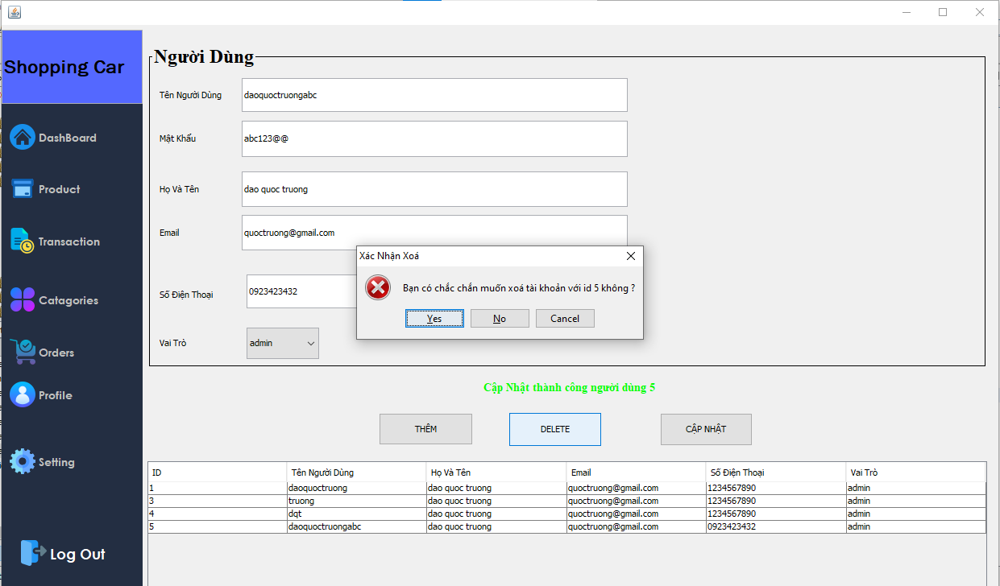 Shopping Car
DashBoard
Product
Transaction
Catagories
Orders
Profile
Setting
Log Out
Người Dùng
Tên Người Dùng daoquoctruongabc
Mật Khẩu abc123@@
Họ Và Tên dao quoc truong
Email quoctruong@gmail.com
Số Điện Thoại 0923423432
Vai Trò admin
Xác Nhận Xoá
Bạn có chắc chắn muốn xoá tài khoản với id 5 không ?
Yes No Cancel
Cập Nhật thành công người dùng 5
THÊM DELETE CẬP NHẬT
ID Tên Người Dùng Họ Và Tên Email Số Điện Thoại Vai Trò
1 daoquoctruong dao quoc truong quoctruong@gmail.com 1234567890 admin
3 truong dao quoc truong quoctruong@gmail.com 1234567890 admin
4 dqt dao quoc truong quoctruong@gmail.com 1234567890 admin
5 daoquoctruongabc dao quoc truong quoctruong@gmail.com 0923423432 admin